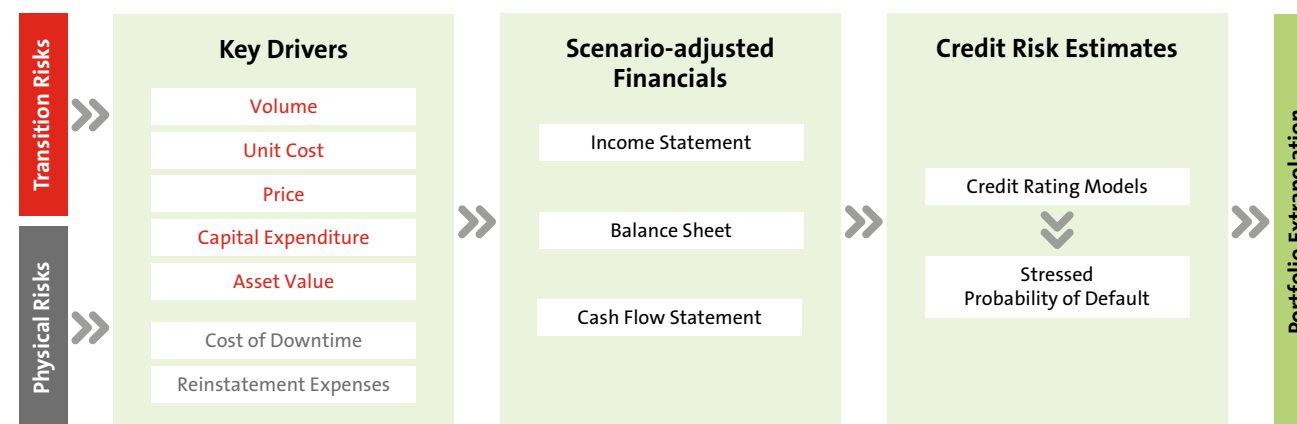 Transition Risks
Physical Risks
Key Drivers
Volume
Unit Cost
Price
Capital Expenditure
Asset Value
Cost of Downtime
Reinstatement Expenses
Scenario-adjusted
Financials
Income Statement
Balance Sheet
Cash Flow Statement
Credit Risk Estimates
Credit Rating Models
Stressed
Probability of Default
Portfolio Extrapolation